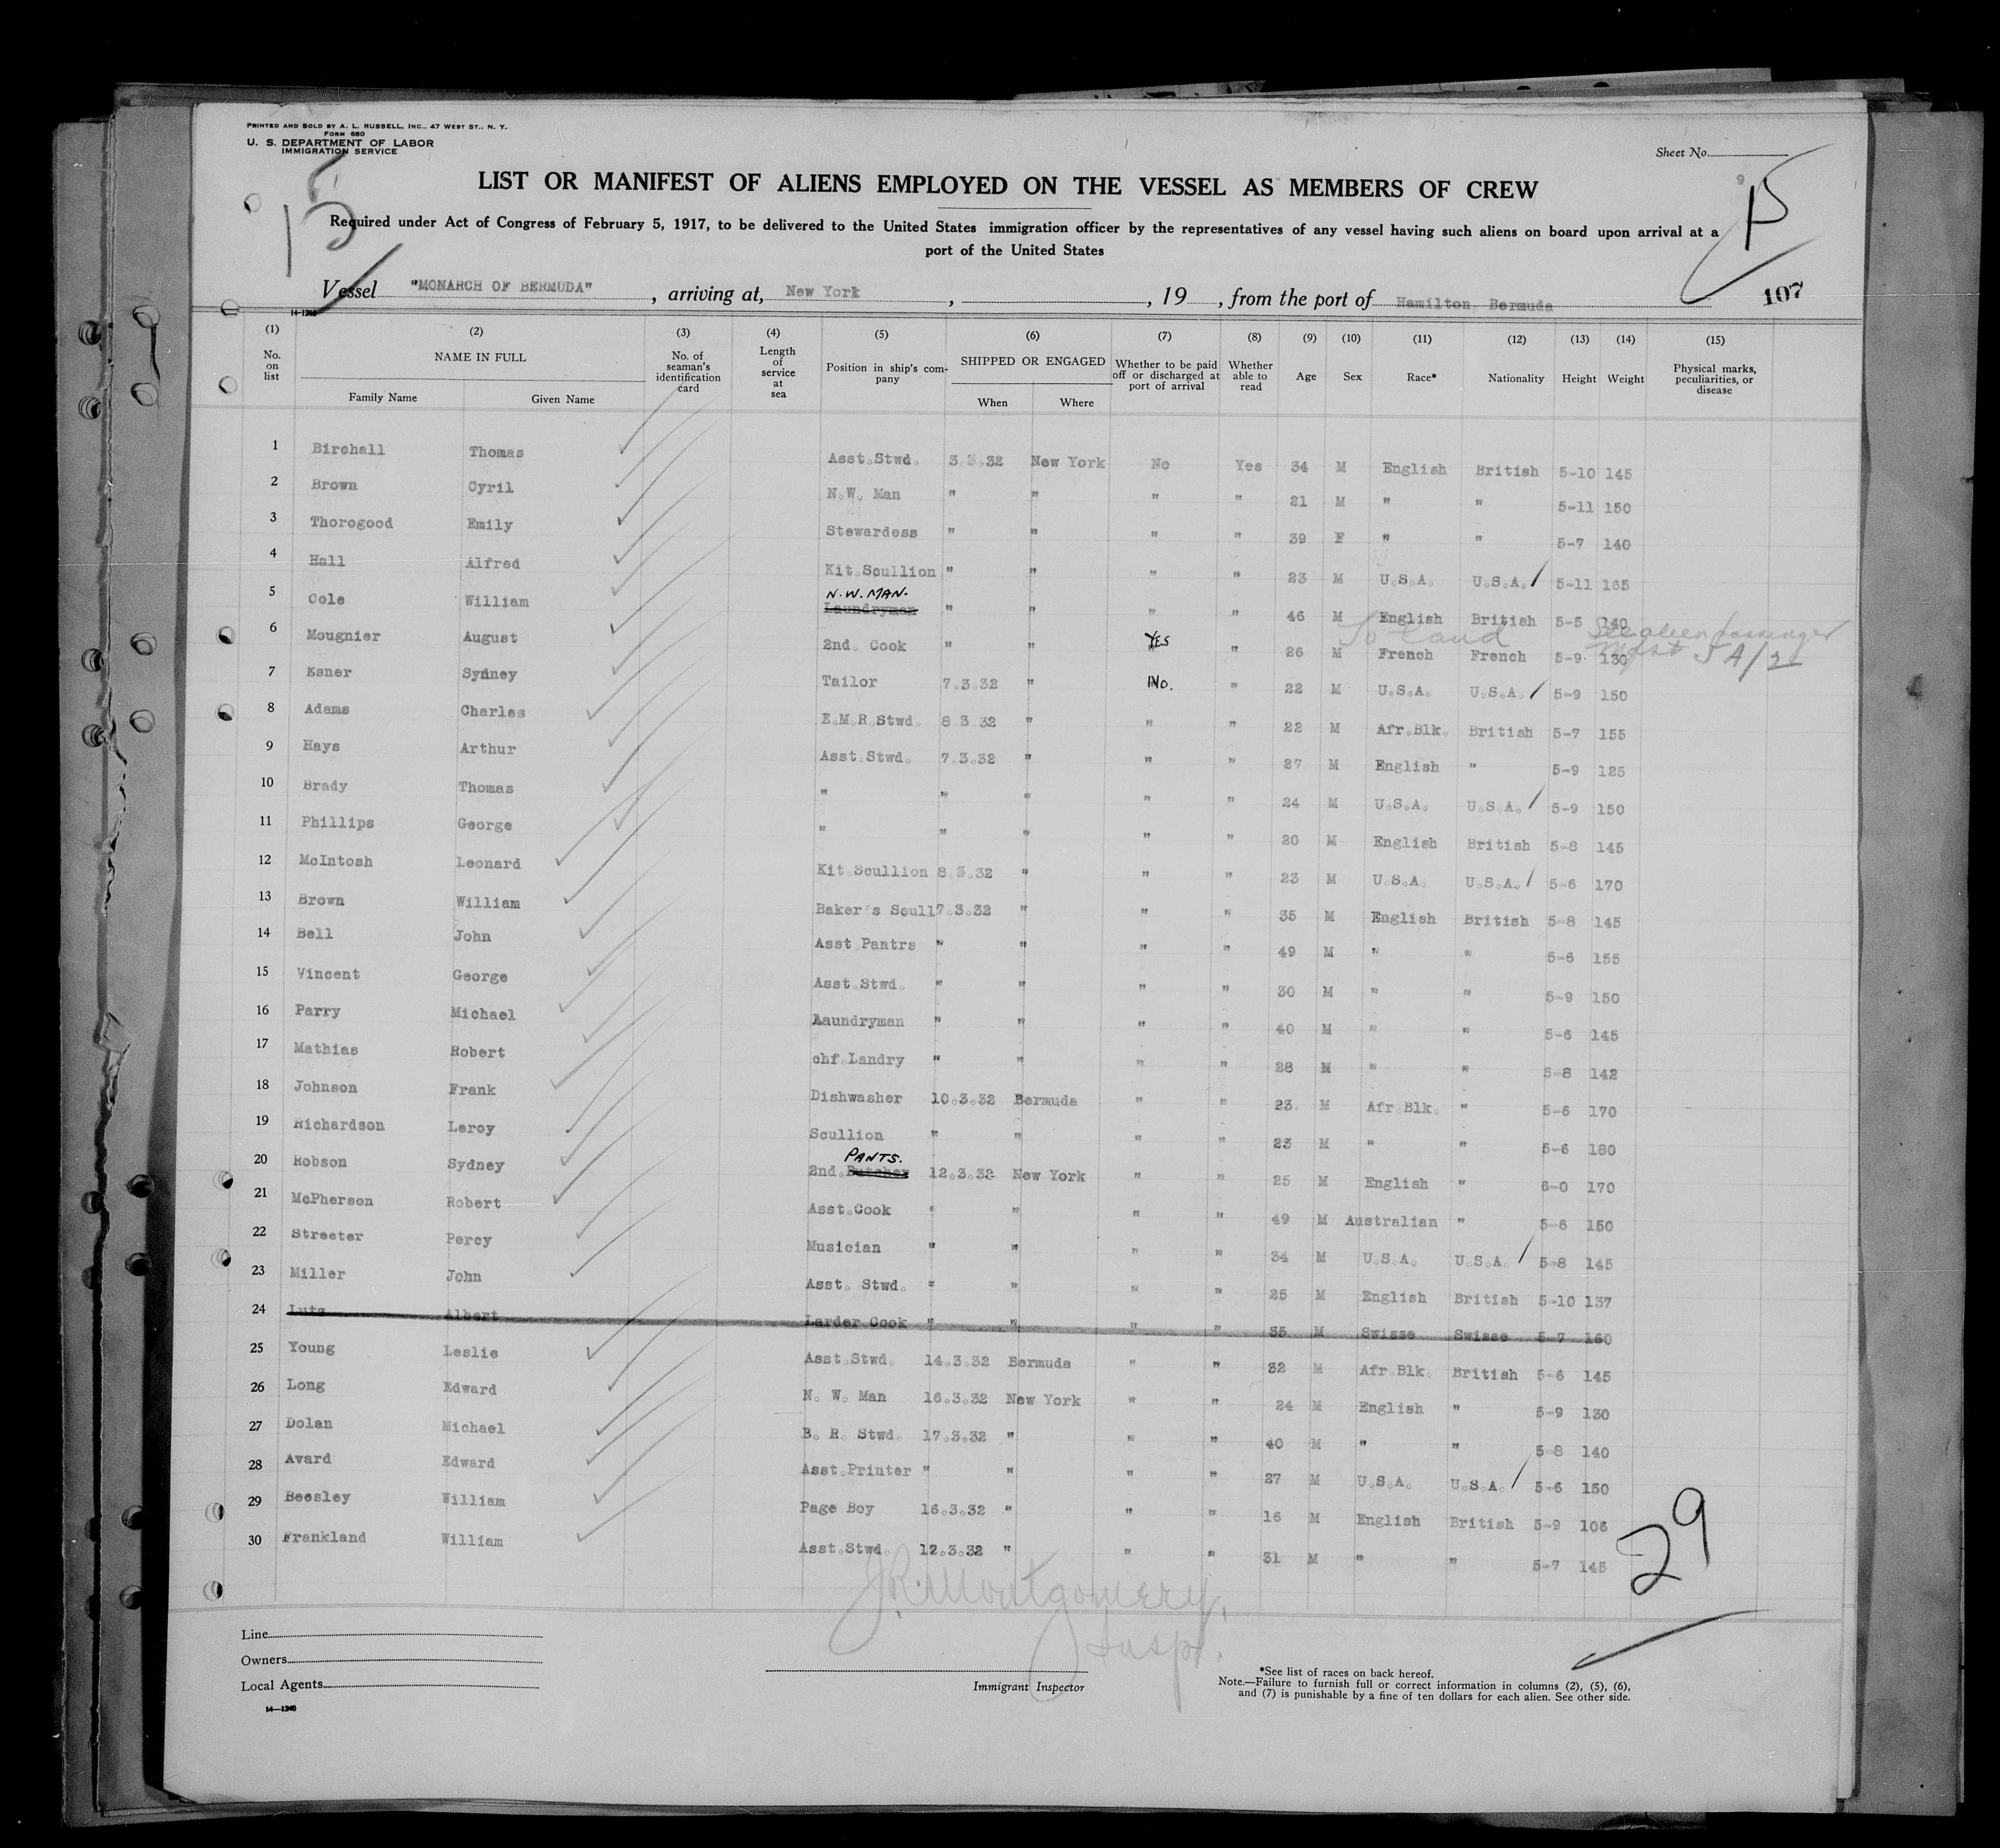 PRINTED AND SOLD BY A. L. RUSSELL, INC., 47 WEST ST., N. Y.
FORM 680
U. S. DEPARTMENT OF LABOR
IMMIGRATION SERVICE
Sheet No.
15
9
LIST OR MANIFEST OF ALIENS EMPLOYED ON THE VESSEL AS MEMBERS OF CREW
Required under Act of Congress of February 5, 1917, to be delivered to the United States immigration officer by the representatives of any vessel having such aliens on board upon arrival at a
port of the United States
Vessel "MONARCH OF BERMUDA", arriving at, New York, , 19 , from the port of Hamilton, Bermuda 107
14-1240
(1) (2) (3) (4) (5) (6) (7) (8) (9) (10) (11) (12) (13) (14) (15)
No. on list NAME IN FULL No. of seaman's identification card Length of service at sea Position in ship's company SHIPPED OR ENGAGED Whether to be paid off or discharged at port of arrival Whether able to read Age Sex Race* Nationality Height Weight Physical marks, peculiarities, or disease
Family Name Given Name When Where
1 Birchall Thomas Asst.Stwd. 3.3.32 New York No Yes 34 M English British 5-10 145
2 Brown Cyril N.W. Man " " " " 21 M " " 5-11 150
3 Thorogood Emily Stewardess " " " " 39 F " " 5-7 140
4 Hall Alfred Kit.Scullion " " " " 23 M U.S.A. U.S.A. 5-11 165
5 Cole William Laundryman N.W. MAN. " " " " 46 M English British 5-5 140
6 Mougnier August 2nd. Cook " " YES " 26 M French French 5-9 130 To land See alien passenger
7 Esner Sydney Tailor 7.3.32 " No. " 22 M U.S.A. U.S.A. 5-9 150
8 Adams Charles E.M.R.Stwd. 8 3.32 " " " 22 M Afr.Blk. British 5-7 155
9 Hays Arthur Asst.Stwd. 7.3.32 " " " 27 M English " 5-9 125
10 Brady Thomas " " " " " 24 M U.S.A. U.S.A. 5-9 150
11 Phillips George " " " " " 20 M English British 5-8 145
12 McIntosh Leonard Kit.Scullion 8.3.32 " " " 23 M U.S.A. U.S.A. 5-6 170
13 Brown William Baker's Scull 7.3.32 " " " 35 M English British 5-8 145
14 Bell John Asst.Pantrs " " " " 49 M " " 5-6 155
15 Vincent George Asst.Stwd. " " " " 30 M " " 5-9 150
16 Parry Michael Laundryman " " " " 40 M " " 5-6 145
17 Mathias Robert chf.Landry " " " " 28 M " " 5-8 142
18 Johnson Frank Dishwasher 10.3.32 Bermuda " " 23. M Afr.Blk. " 5-6 170
19 Richardson Leroy Scullion " " " " 23 M " " 5-6 180
20 Robson Sydney 2nd.Butcher PANTS. 12.3.32 New York " " 25 M English " 6-0 170
21 McPherson Robert Asst.Cook " " " " 49 M Australian " 5-6 150
22 Streeter Percy Musician " " " " 34 M U.S.A. U.S.A. 5-8 145
23 Miller John Asst. Stwd. " " " " 25 M English British 5-10 137
24 Lutz Albert Larder Cook " " " " 35 M Swisse Swisse 5-7 160
25 Young Leslie Asst.Stwd. 14.3.32 Bermuda " " 32 M Afr.Blk. British 5-6 145
26 Long Edward N. W. Man 16.3.32 New York " " 24 M English " 5-9 130
27 Dolan Michael B. R. Stwd. 17.3.32 " " " 40 M " " 5-8 140
28 Avard Edward Asst.Printer " " " " 27 M U.S.A. U.S.A. 5-6 150
29 Beesley William Page Boy 16.3.32 " " " 16 M English British 5-9 106
30 Frankland William Asst.Stwd. 12.3.32 " " " 31 M " " 5-7 145
29
J.R. Montgomery,
Insp.
Line
Owners
Local Agents
Immigrant Inspector
*See list of races on back hereof.
Note.—Failure to furnish full or correct information in columns (2), (5), (6),
and (7) is punishable by a fine of ten dollars for each alien. See other side.
14-1240